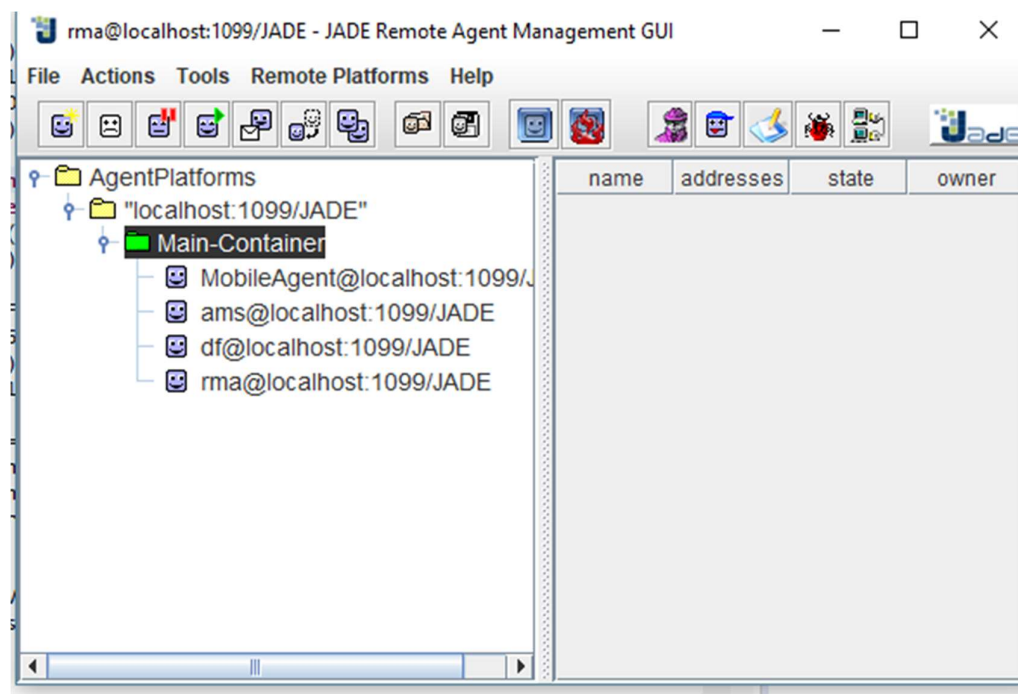 rma@localhost:1099/JADE - JADE Remote Agent Management GUI
File Actions Tools Remote Platforms Help
Jade
AgentPlatforms
"localhost:1099/JADE"
Main-Container
MobileAgent@localhost:1099/J
ams@localhost:1099/JADE
df@localhost:1099/JADE
rma@localhost:1099/JADE
name addresses state owner